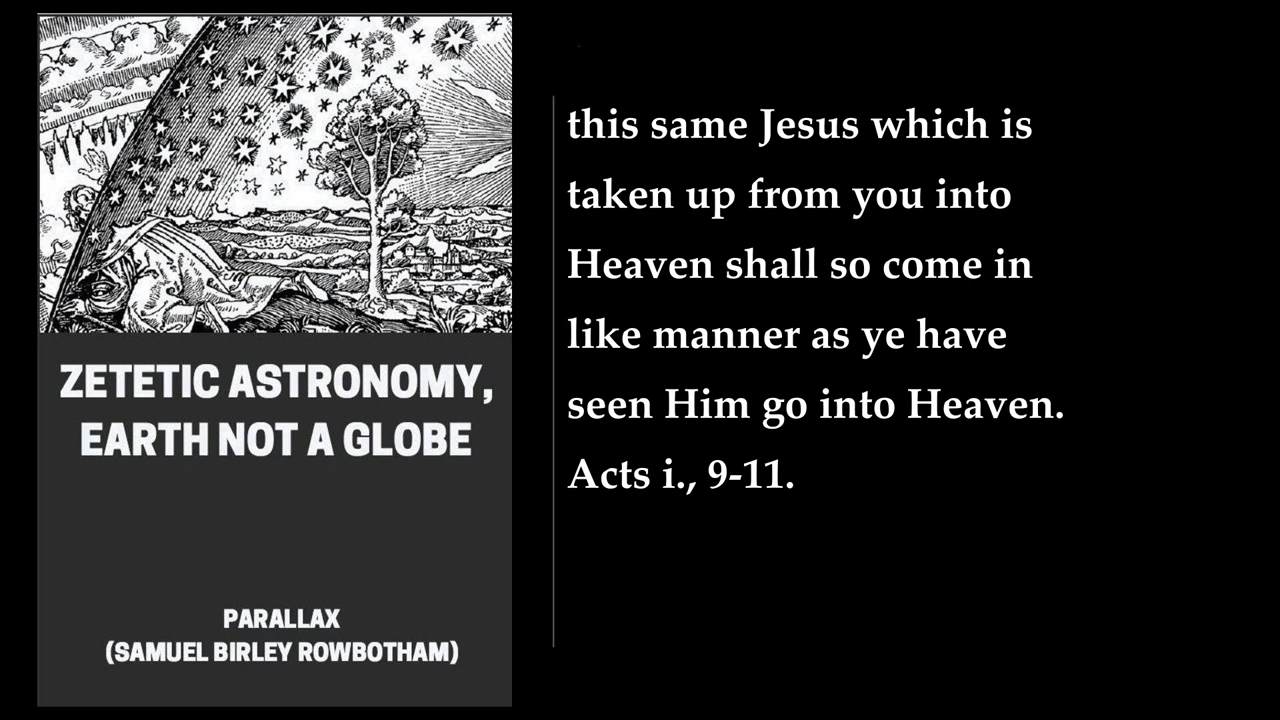 ZETETIC ASTRONOMY,
EARTH NOT A GLOBE
PARALLAX
(SAMUEL BIRLEY ROWBOTHAM)
this same Jesus which is
taken up from you into
Heaven shall so come in
like manner as ye have
seen Him go into Heaven.
Acts i., 9-11.